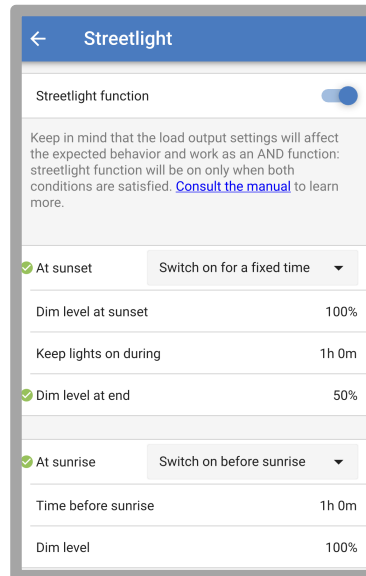 Streetlight
Streetlight function
Keep in mind that the load output settings will affect
the expected behavior and work as an AND function:
streetlight function will be on only when both
conditions are satisfied. Consult the manual to learn
more.
At sunset Switch on for a fixed time
Dim level at sunset 100%
Keep lights on during 1h 0m
Dim level at end 50%
At sunrise Switch on before sunrise
Time before sunrise 1h 0m
Dim level 100%